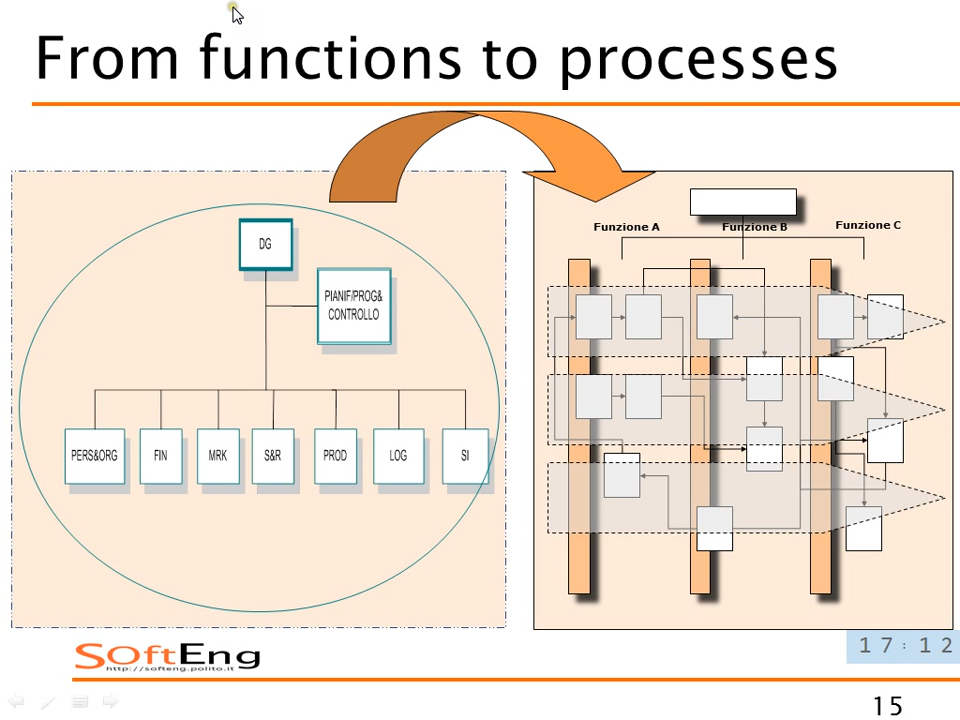 From functions to processes
DG
PIANIF/PROG&
CONTROLLO
PERS&ORG
FIN
MRK
S&R
PROD
LOG
SI
Funzione A
Funzione B
Funzione C
SOftEng
http://softeng.polito.it
17:12
15